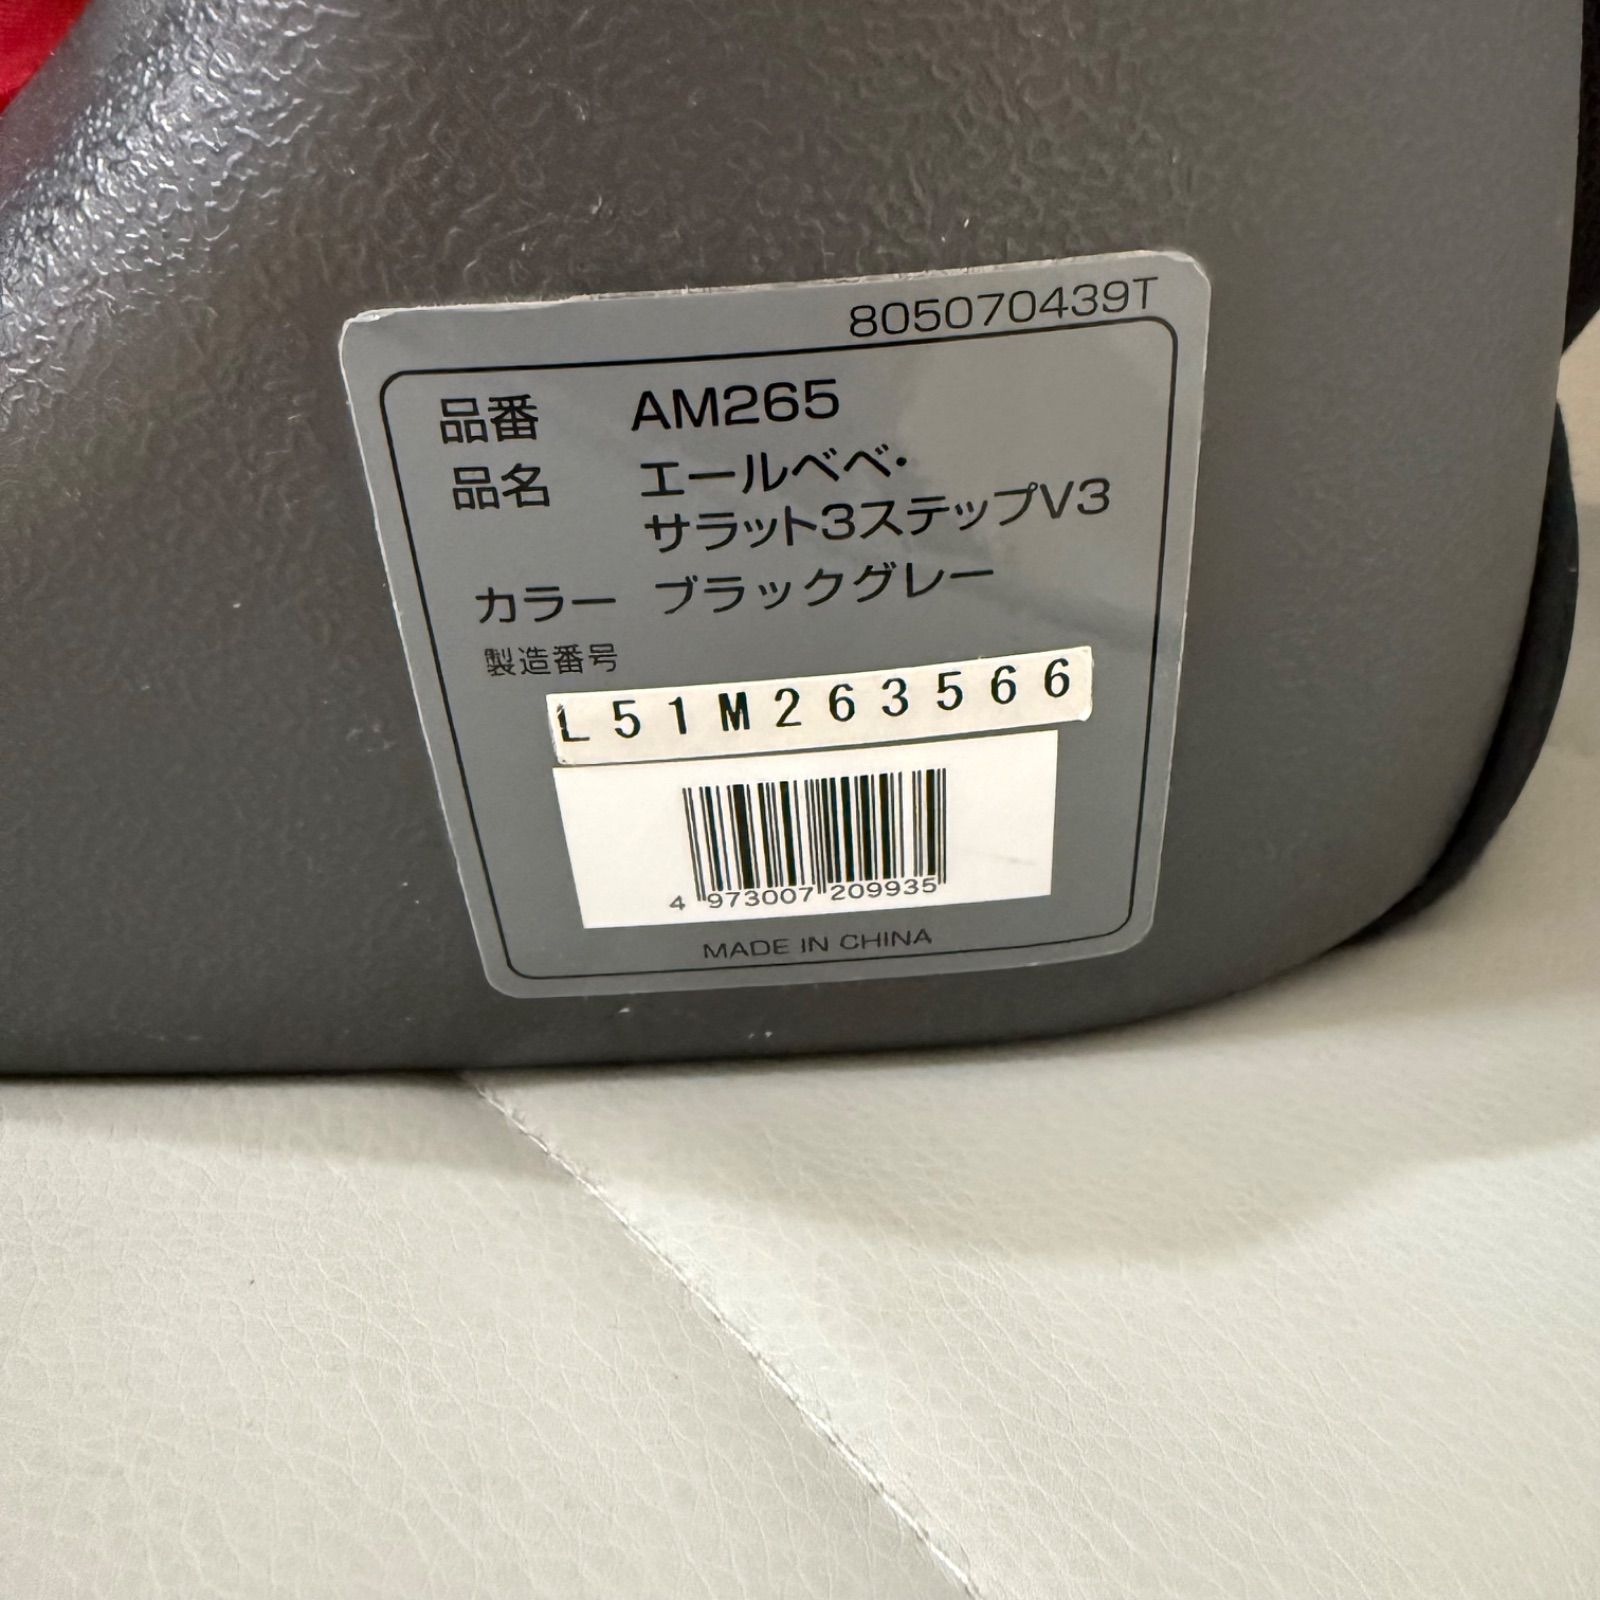 805070439T
品番 AM265
品名 エールベベ・
サラット3ステップV3
カラー ブラックグレー
製造番号
L51M263566
4 973007 209935
MADE IN CHINA